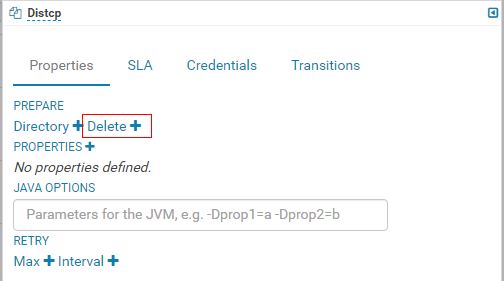 Distcp
Properties SLA Credentials Transitions
PREPARE
Directory + Delete +
PROPERTIES +
No properties defined.
JAVA OPTIONS
Parameters for the JVM, e.g. -Dprop1=a -Dprop2=b
RETRY
Max + Interval +